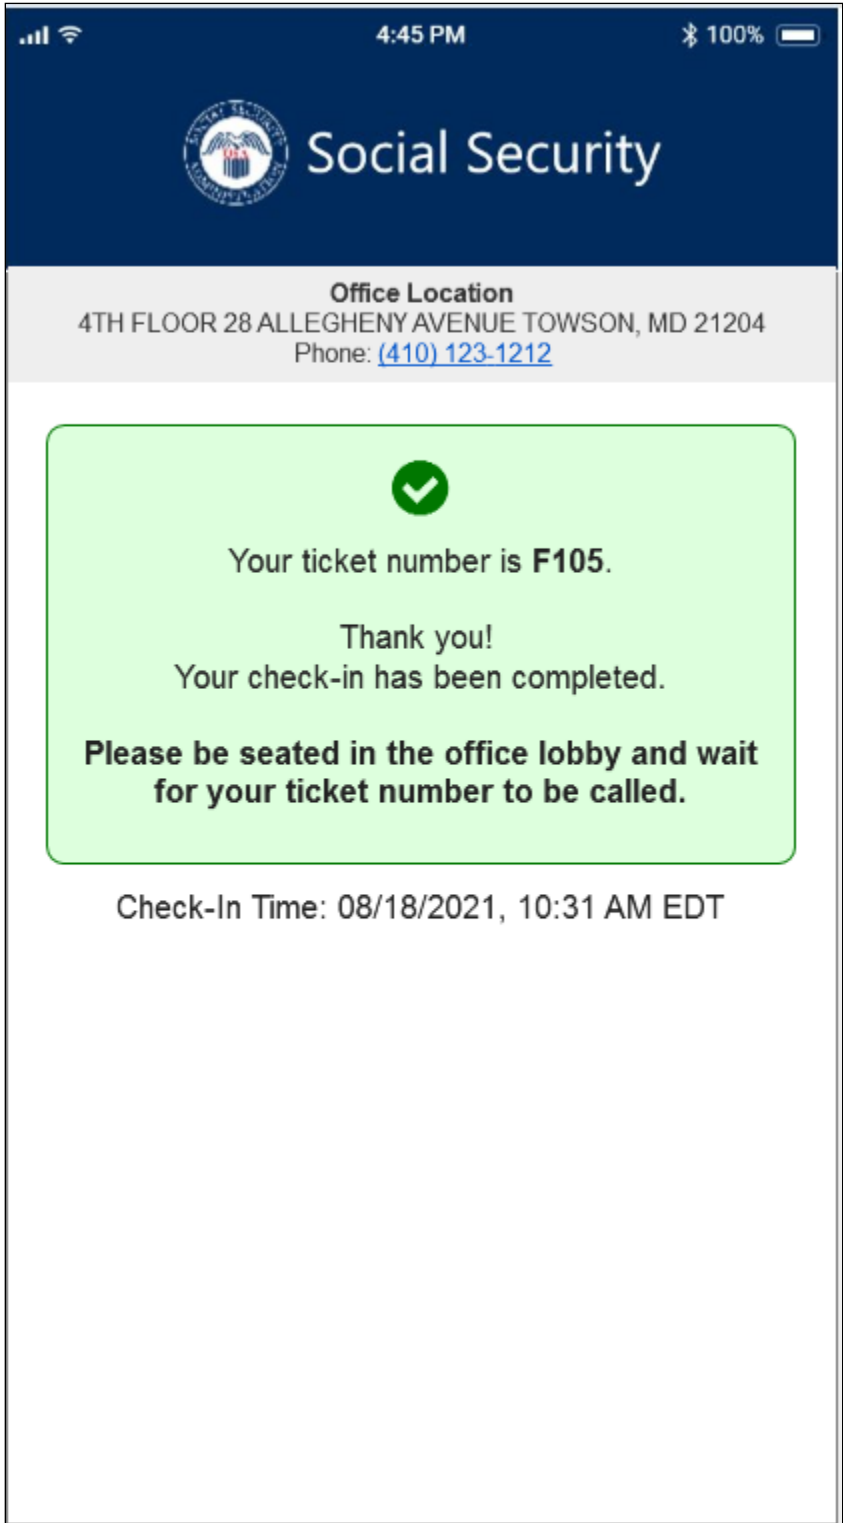 4:45 PM
100%
Social Security
Office Location
4TH FLOOR 28 ALLEGHENY AVENUE TOWSON, MD 21204
Phone: (410) 123-1212
Your ticket number is F105.
Thank you!
Your check-in has been completed.
Please be seated in the office lobby and wait
for your ticket number to be called.
Check-In Time: 08/18/2021, 10:31 AM EDT